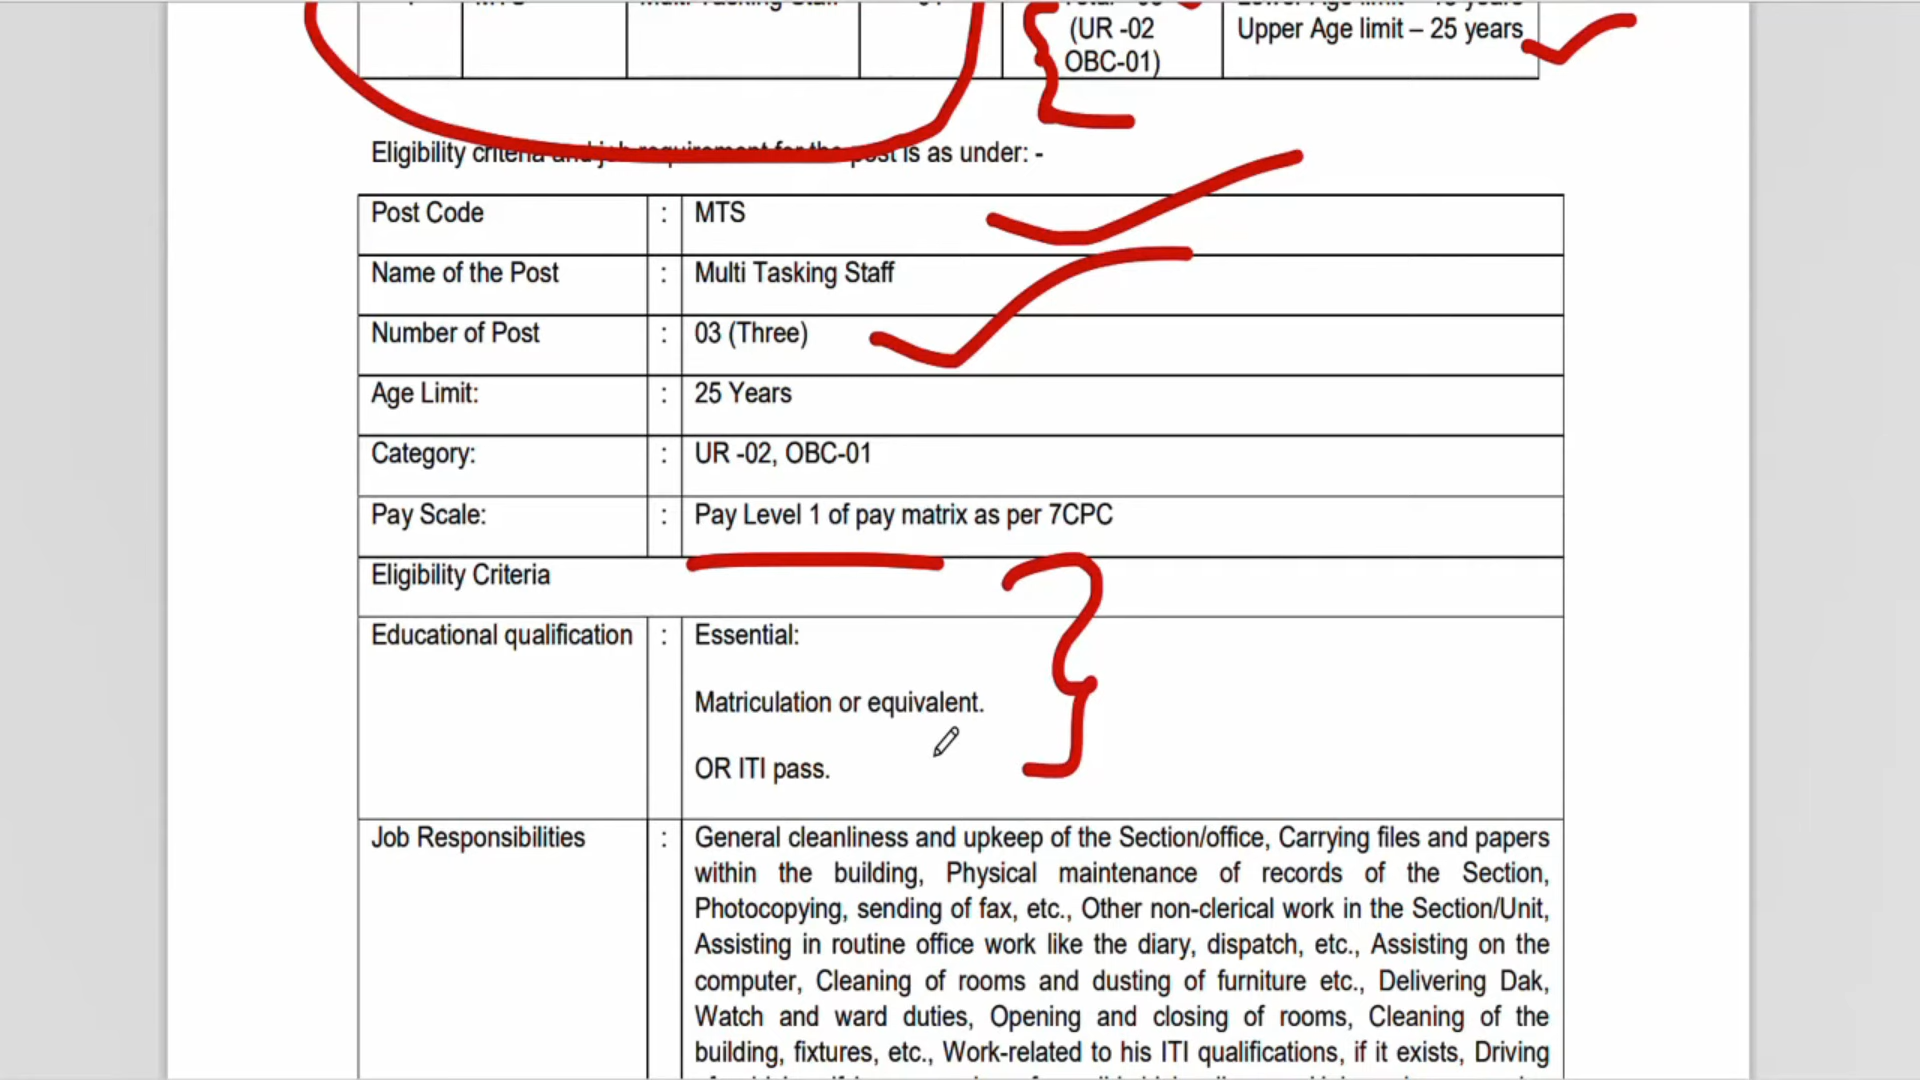 (UR -02
OBC-01)
Upper Age limit – 25 years
Eligibility criteria and job requirement for the post is as under: -
Post Code : MTS
Name of the Post : Multi Tasking Staff
Number of Post : 03 (Three)
Age Limit: : 25 Years
Category: : UR -02, OBC-01
Pay Scale: : Pay Level 1 of pay matrix as per 7CPC
Eligibility Criteria
Educational qualification : Essential:
Matriculation or equivalent.
OR ITI pass.
Job Responsibilities : General cleanliness and upkeep of the Section/office, Carrying files and papers
within the building, Physical maintenance of records of the Section,
Photocopying, sending of fax, etc., Other non-clerical work in the Section/Unit,
Assisting in routine office work like the diary, dispatch, etc., Assisting on the
computer, Cleaning of rooms and dusting of furniture etc., Delivering Dak,
Watch and ward duties, Opening and closing of rooms, Cleaning of the
building, fixtures, etc., Work-related to his ITI qualifications, if it exists, Driving